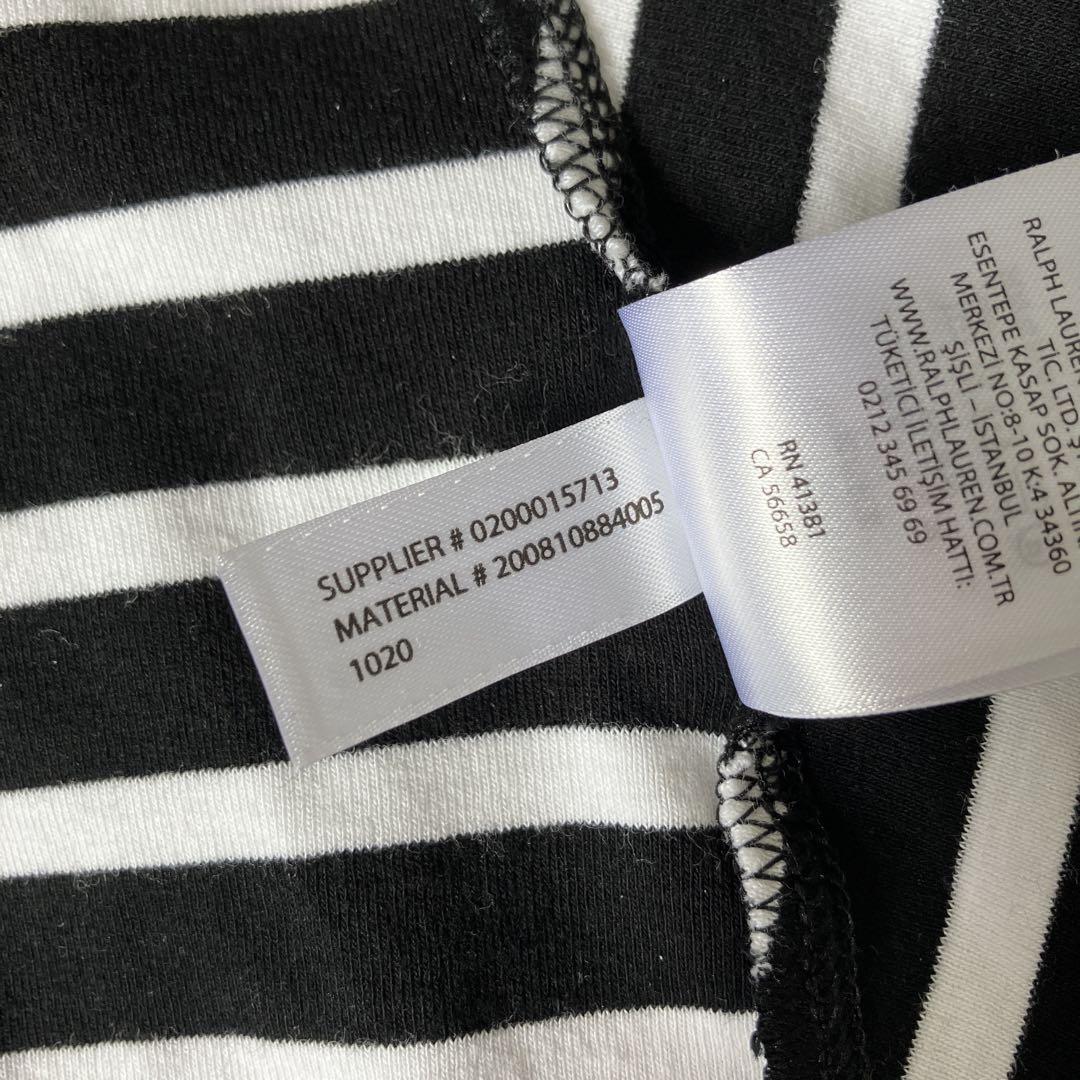 SUPPLIER # 0200015713
MATERIAL # 200810884005
1020
RN 41381
CA 56658
RALPH LAUREN
TİC. LTD. ŞT
ESENTEPE KASAP SOK. ALTIN
MERKEZİ NO:8-10 K:4 34360
ŞİŞLİ – İSTANBUL
WWW.RALPHLAUREN.COM.TR
TÜKETİCİ İLETİŞİM HATTI:
0212 345 69 69